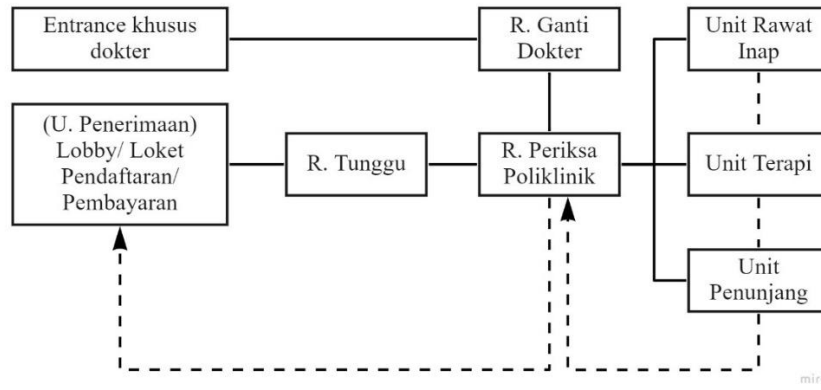 Entrance khusus
dokter
R. Ganti
Dokter
Unit Rawat
Inap
(U. Penerimaan)
Lobby/ Loket
Pendaftaran/
Pembayaran
R. Tunggu
R. Periksa
Poliklinik
Unit Terapi
Unit
Penunjang